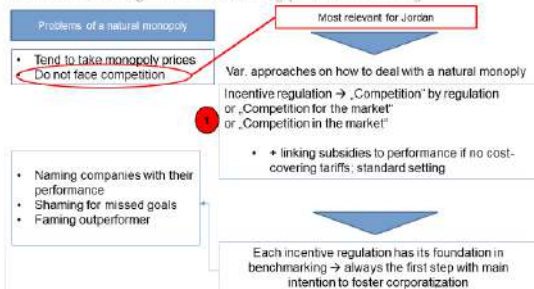 Problems of a natural monopoly
Most relevant for Jordan
• Tend to take monopoly prices
• Do not face competition
Var. approaches on how to deal with a natural monoply
Incentive regulation → „Competition" by regulation
or „Competition for the market"
or „Competition in the market"
1
• + linking subsidies to performance if no cost-
covering tariffs; standard setting
• Naming companies with their
performance
• Shaming for missed goals
• Faming outperformer
Each incentive regulation has its foundation in
benchmarking → always the first step with main
intention to foster corporatization